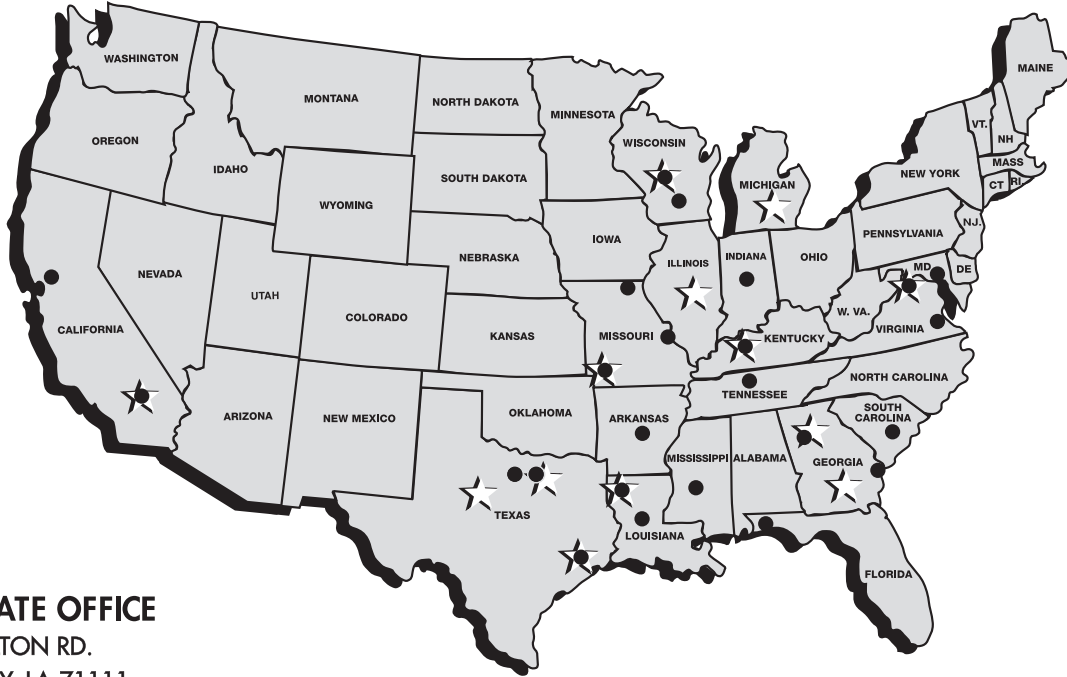 WASHINGTON
OREGON
IDAHO
MONTANA
NORTH DAKOTA
SOUTH DAKOTA
MINNESOTA
WISCONSIN
MICHIGAN
WYOMING
NEBRASKA
IOWA
ILLINOIS
INDIANA
OHIO
PENNSYLVANIA
NEW YORK
VT.
NH
MAINE
MASS
CT
RI.
NJ.
MD
DE
W. VA.
VIRGINIA
KENTUCKY
NORTH CAROLINA
TENNESSEE
SOUTH
CAROLINA
GEORGIA
ALABAMA
MISSISSIPPI
FLORIDA
LOUISIANA
ARKANSAS
MISSOURI
KANSAS
OKLAHOMA
TEXAS
NEW MEXICO
COLORADO
UTAH
ARIZONA
NEVADA
CALIFORNIA
ATE OFFICE
TON RD.